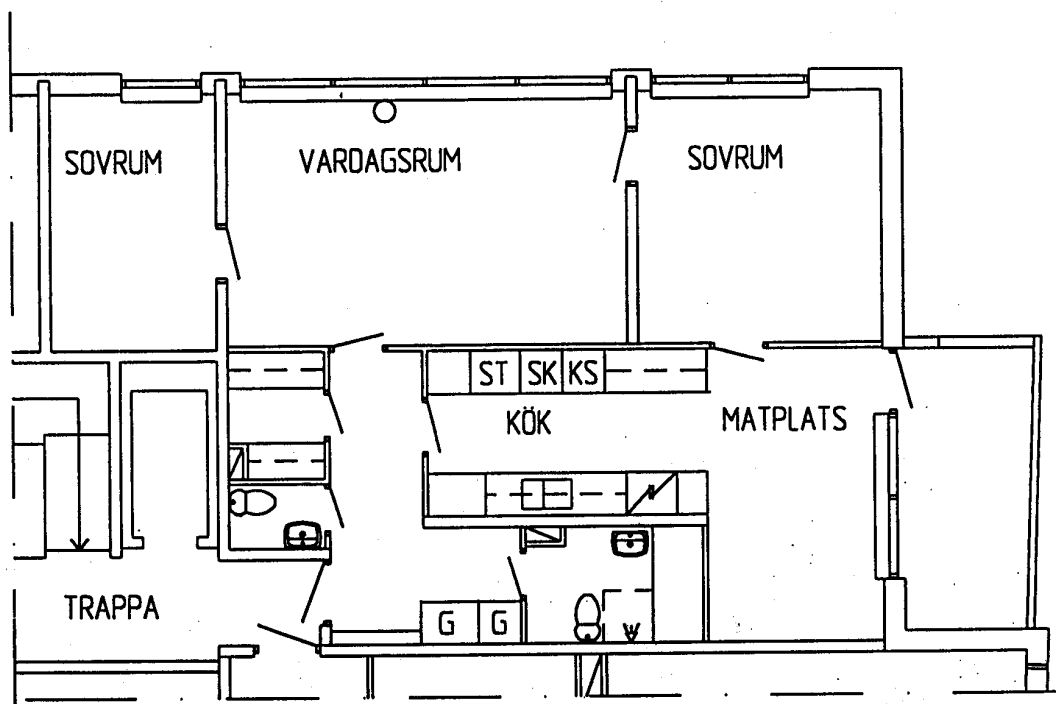 SOVRUM
VARDAGSRUM
SOVRUM
ST
SK
KS
KÖK
MATPLATS
TRAPPA
G
G